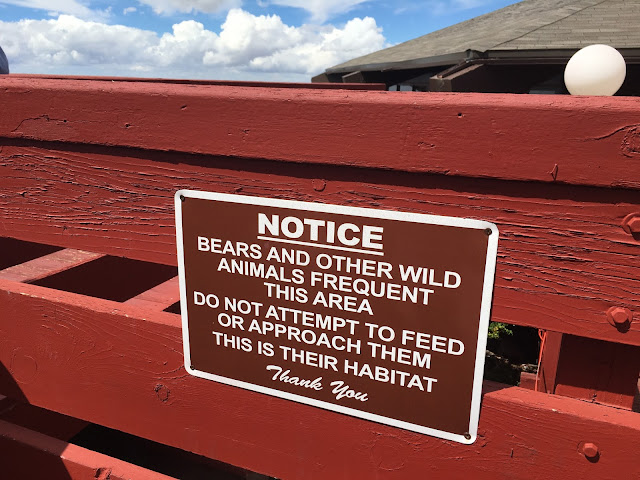 NOTICE
BEARS AND OTHER WILD
ANIMALS FREQUENT
THIS AREA
DO NOT ATTEMPT TO FEED
OR APPROACH THEM
THIS IS THEIR HABITAT
Thank You